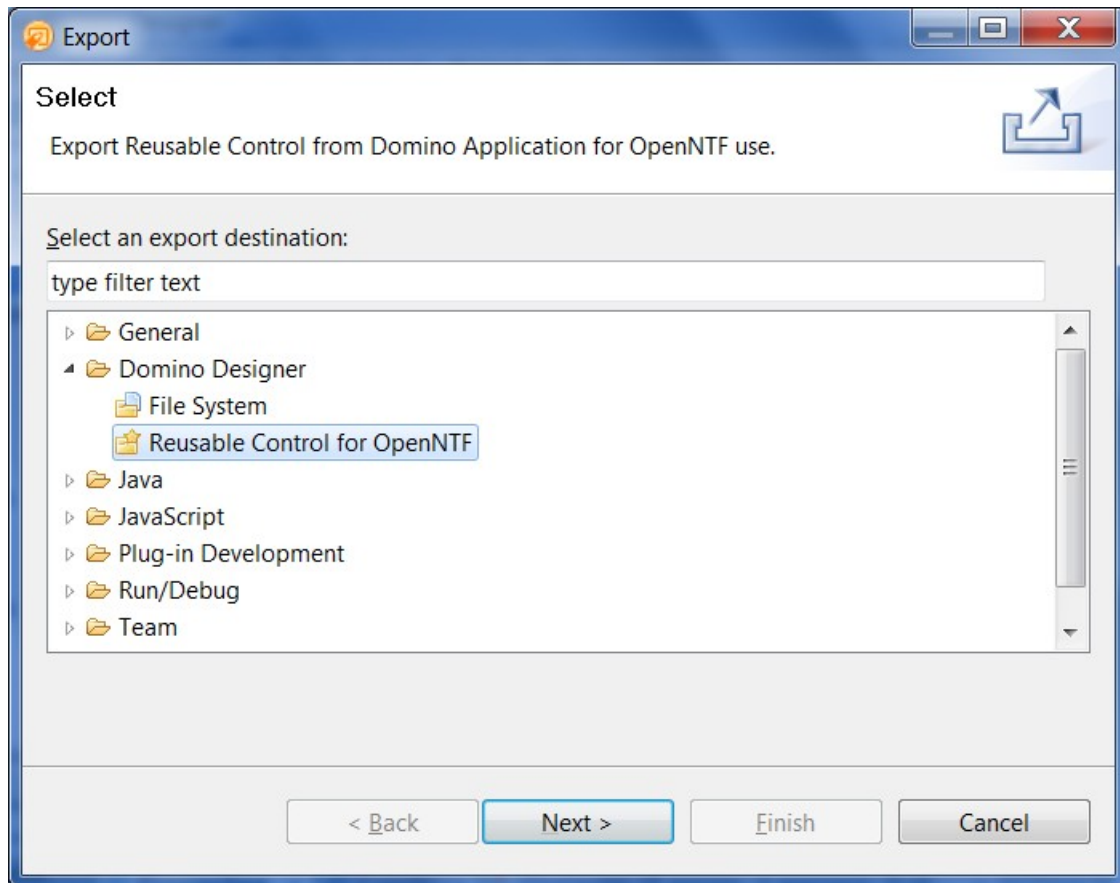 Export
Select
Export Reusable Control from Domino Application for OpenNTF use.
Select an export destination:
type filter text
General
Domino Designer
File System
Reusable Control for OpenNTF
Java
JavaScript
Plug-in Development
Run/Debug
Team
< Back Next > Finish Cancel